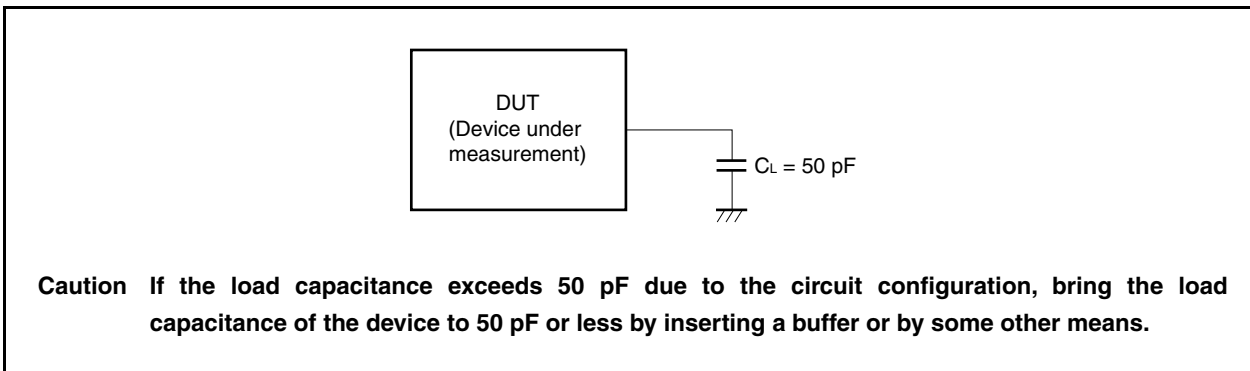 DUT
(Device under
measurement)
CL = 50 pF
Caution If the load capacitance exceeds 50 pF due to the circuit configuration, bring the load
capacitance of the device to 50 pF or less by inserting a buffer or by some other means.